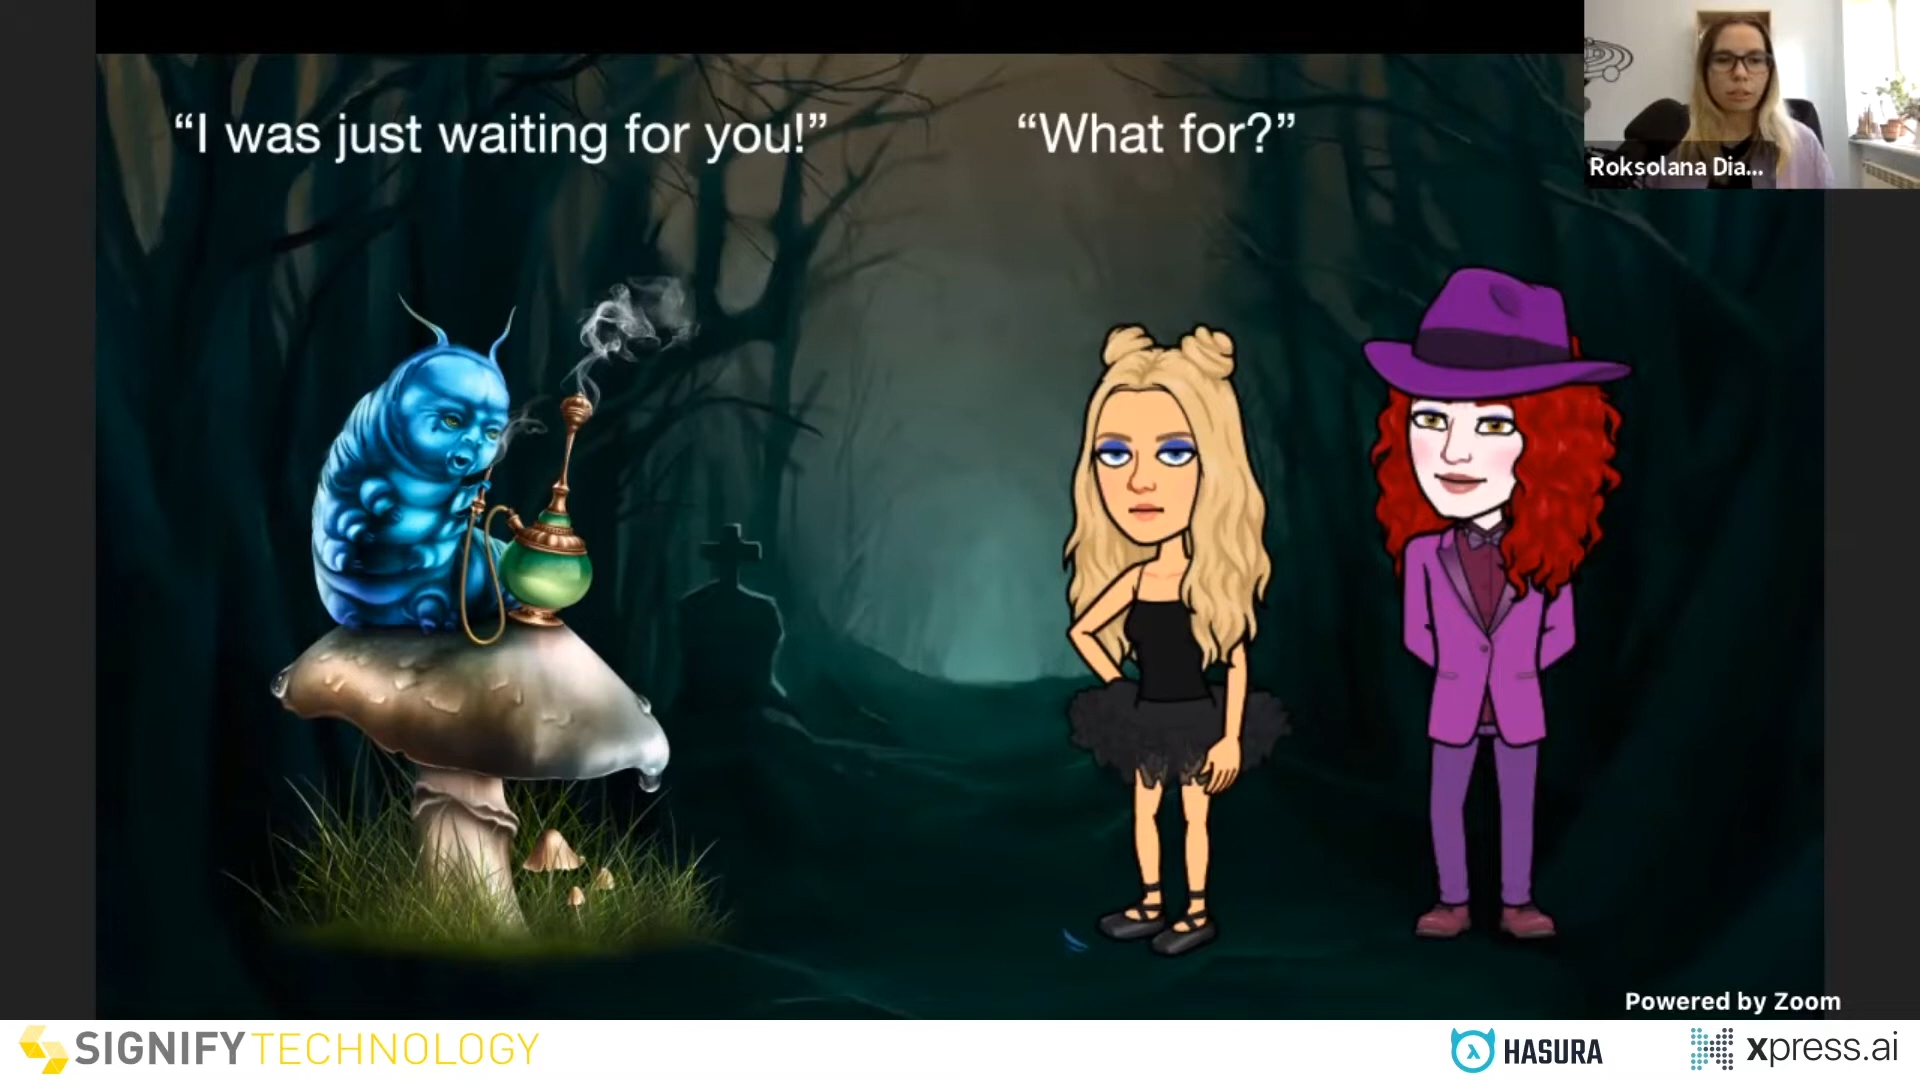 “I was just waiting for you!”
“What for?”
Roksolana Dia...
Powered by Zoom
SIGNIFY TECHNOLOGY
HASURA
xpress.ai